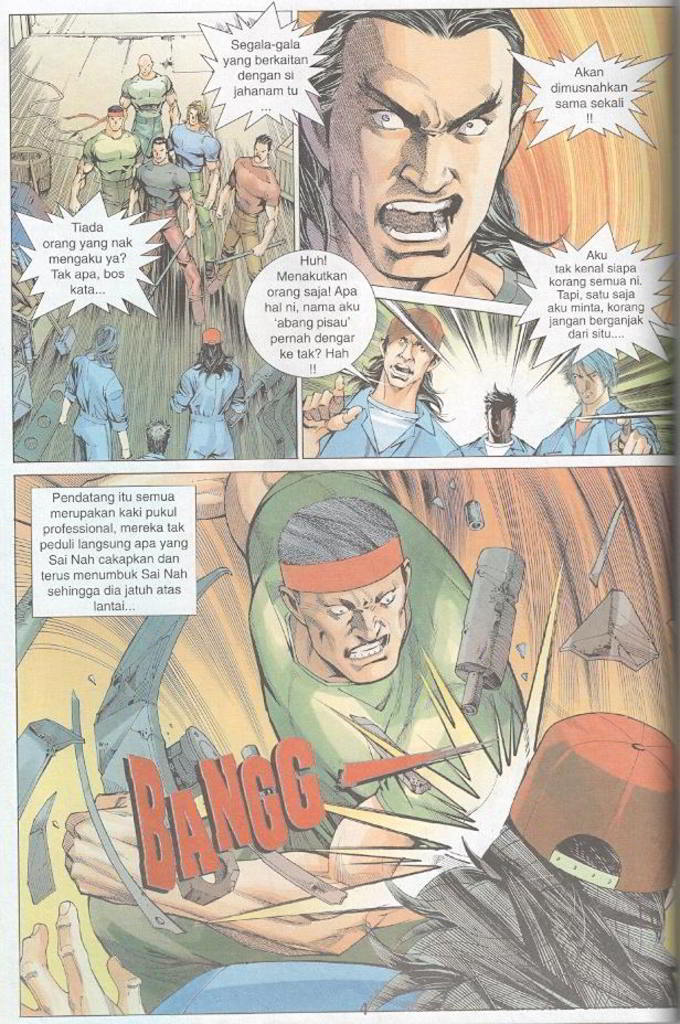 Segala-gala
yang berkaitan
dengan si
jahanam tu
...
Akan
dimusnahkan
sama sekali
!!
Tiada
orang yang nak
mengaku ya?
Tak apa, bos
kata...
Huh!
Menakutkan
orang saja! Apa
hal ni, nama aku
'abang pisau'
pernah dengar
ke tak? Hah
!!
Aku
tak kenal siapa
korang semua ni.
Tapi, satu saja
aku minta, korang
jangan berganjak
dari situ....
Pendatang itu semua
merupakan kaki pukul
professional, mereka tak
peduli langsung apa yang
Sai Nah cakapkan dan
terus menumbuk Sai Nah
sehingga dia jatuh atas
lantai...
BANGG